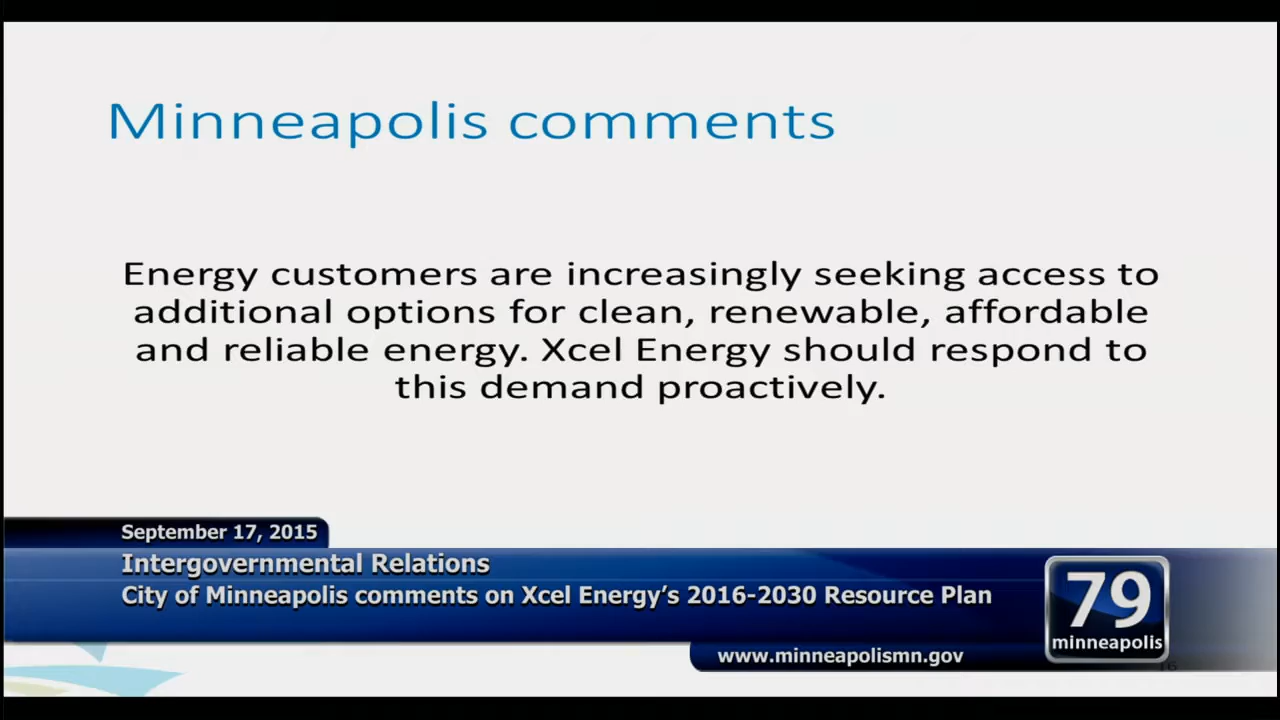 Minneapolis comments
Energy customers are increasingly seeking access to
additional options for clean, renewable, affordable
and reliable energy. Xcel Energy should respond to
this demand proactively.
September 17, 2015
Intergovernmental Relations
City of Minneapolis comments on Xcel Energy's 2016-2030 Resource Plan
79
minneapolis
www.minneapolismn.gov
16